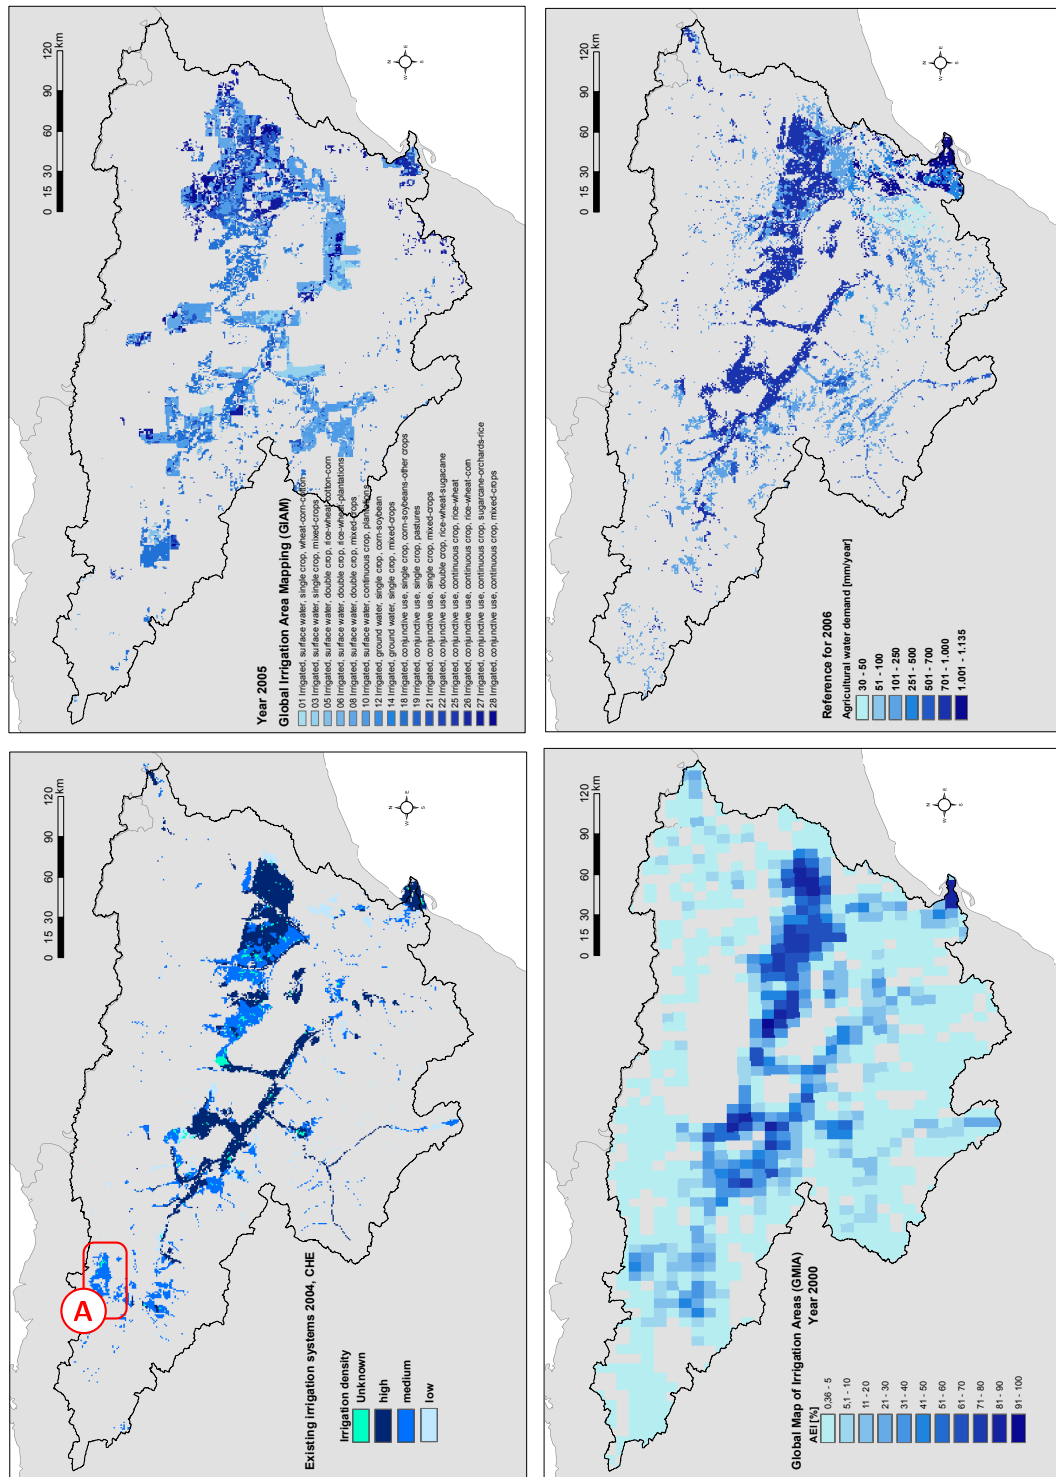 0 15 30 60 90 120
km
A
Existing irrigation systems 2004, CHE
Irrigation density
Unknown
high
medium
low
0 15 30 60 90 120
km
Year 2005
Global Irrigation Area Mapping (GIAM)
01 Irrigated, surface water, single crop, wheat-corn-cotton
03 Irrigated, surface water, single crop, mixed-crops
05 Irrigated, surface water, double crop, rice-wheat-cotton-corn
06 Irrigated, surface water, double crop, rice-wheat-plantations
08 Irrigated, surface water, double crop, mixed-crops
10 Irrigated, surface water, continuous crop, plantations
12 Irrigated, ground water, single crop, corn-soybean
14 Irrigated, ground water, single crop, mixed-crops
18 Irrigated, conjunctive use, single crop, corn-soybeans-other crops
19 Irrigated, conjunctive use, single crop, pastures
21 Irrigated, conjunctive use, single crop, mixed-crops
22 Irrigated, conjunctive use, double crop, rice-wheat-sugacane
25 Irrigated, conjunctive use, continuous crop, rice-wheat
26 Irrigated, conjunctive use, continuous crop, rice-wheat-corn
27 Irrigated, conjunctive use, continuous crop, sugarcane-orchards-rice
28 Irrigated, conjunctive use, continuous crop, mixed-crops
0 15 30 60 90 120
km
Global Map of Irrigation Areas (GMIA)
Year 2000
AEI [%]
0,36 - 5
5,1 - 10
11 - 20
21 - 30
31 - 40
41 - 50
51 - 60
61 - 70
71 - 80
81 - 90
91 - 100
0 15 30 60 90 120
km
Reference for 2006
Agricultural water demand [mm/year]
30 - 50
51 - 100
101 - 250
251 - 500
501 - 700
701 - 1.000
1.001 - 1.135